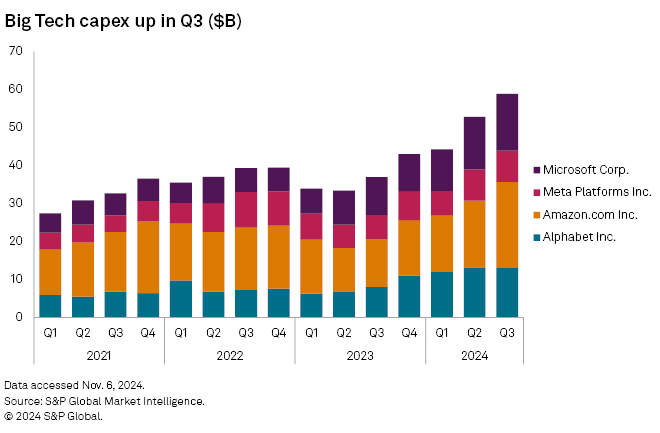 Big Tech capex up in Q3 ($B)
70
60
50
40
30
20
10
0
Microsoft Corp.
Meta Platforms Inc.
Amazon.com Inc.
Alphabet Inc.
Q1 Q2 Q3 Q4 Q1 Q2 Q3 Q4 Q1 Q2 Q3 Q4 Q1 Q2 Q3
2021 2022 2023 2024
Data accessed Nov. 6, 2024.
Source: S&P Global Market Intelligence.
© 2024 S&P Global.